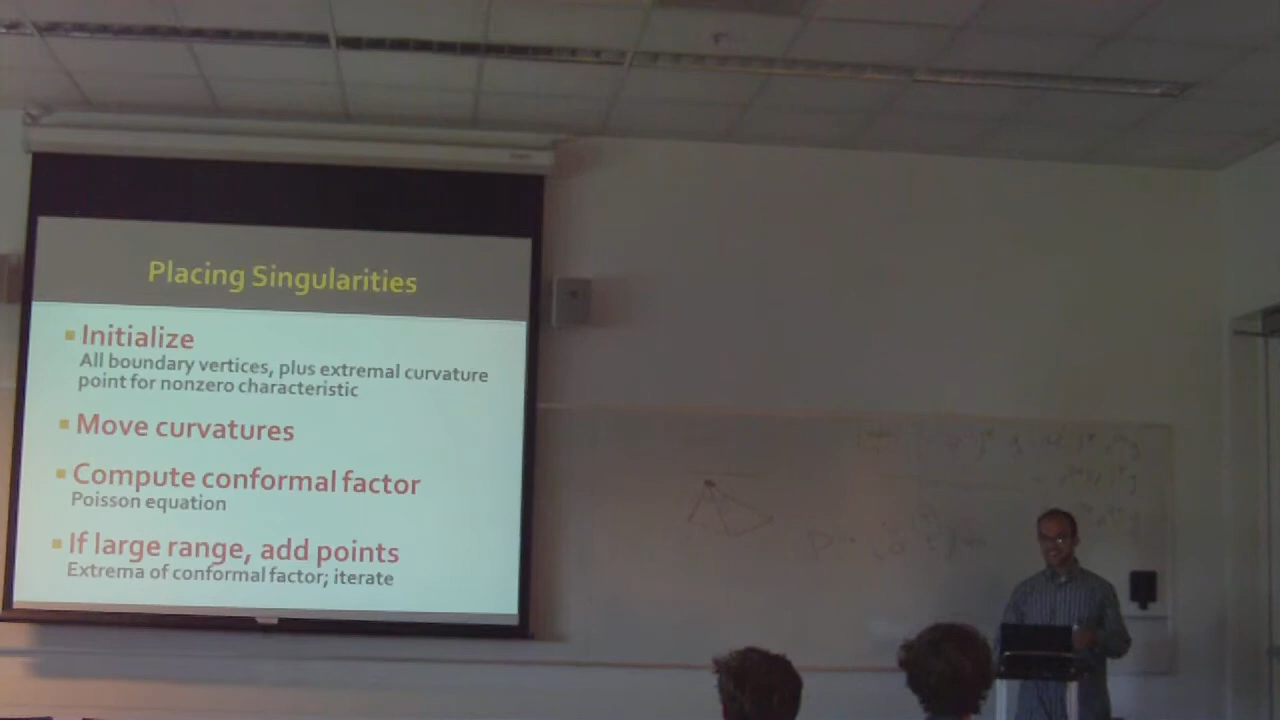 Placing Singularities
Initialize
All boundary vertices, plus extremal curvature
point for nonzero characteristic
Move curvatures
Compute conformal factor
Poisson equation
If large range, add points
Extrema of conformal factor; iterate